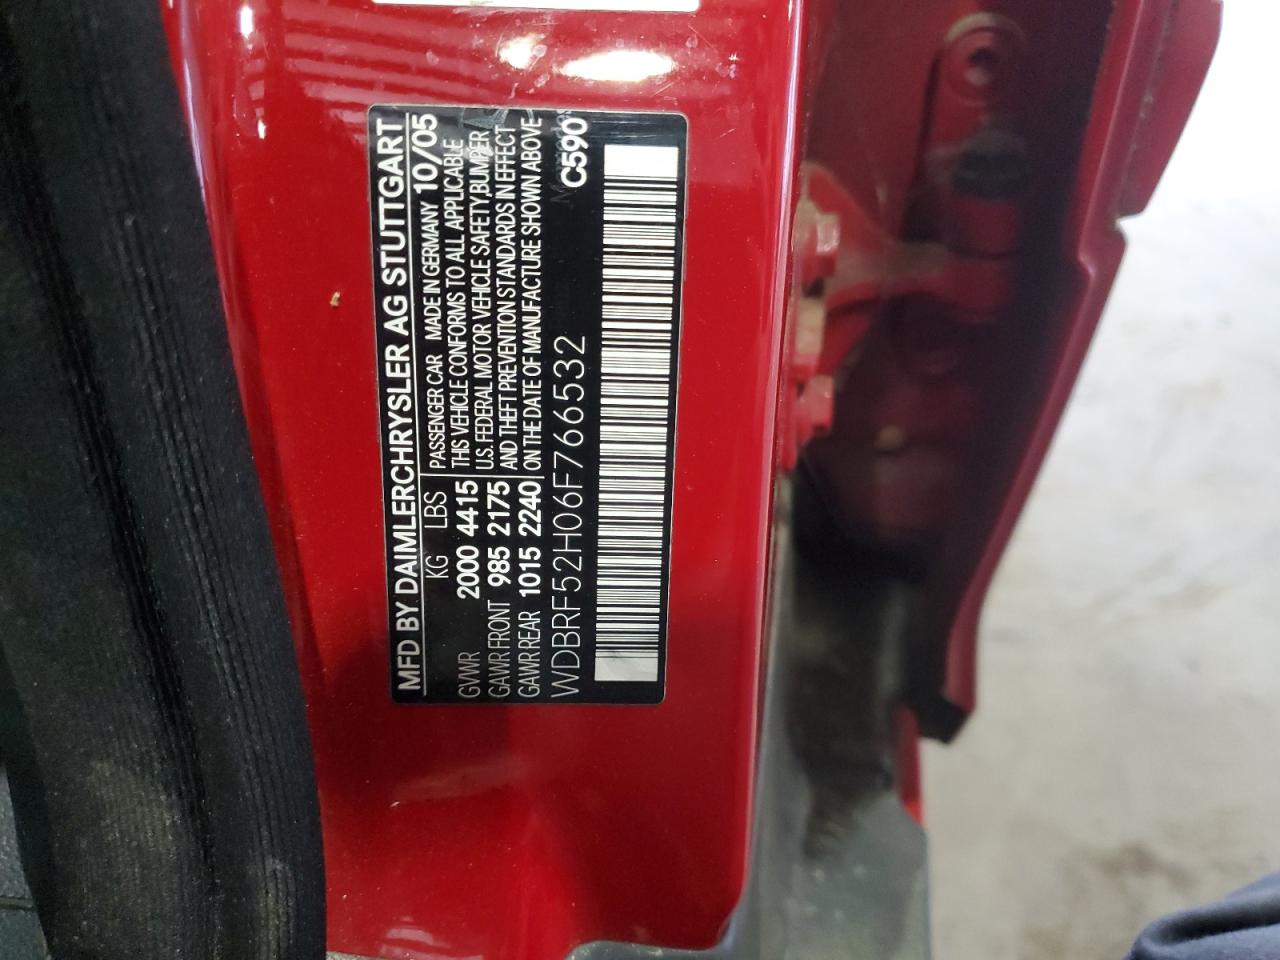 MFD BY DAIMLERCHRYSLER AG STUTTGART
KG LBS PASSENGER CAR MADE IN GERMANY 10/05
GVWR 2000 4415 THIS VEHICLE CONFORMS TO ALL APPLICABLE
U.S. FEDERAL MOTOR VEHICLE SAFETY, BUMPER
GAWR FRONT 985 2175 AND THEFT PREVENTION STANDARDS IN EFFECT
GAWR REAR 1015 2240 ON THE DATE OF MANUFACTURE SHOWN ABOVE
WDBRF52H06F766532 C590